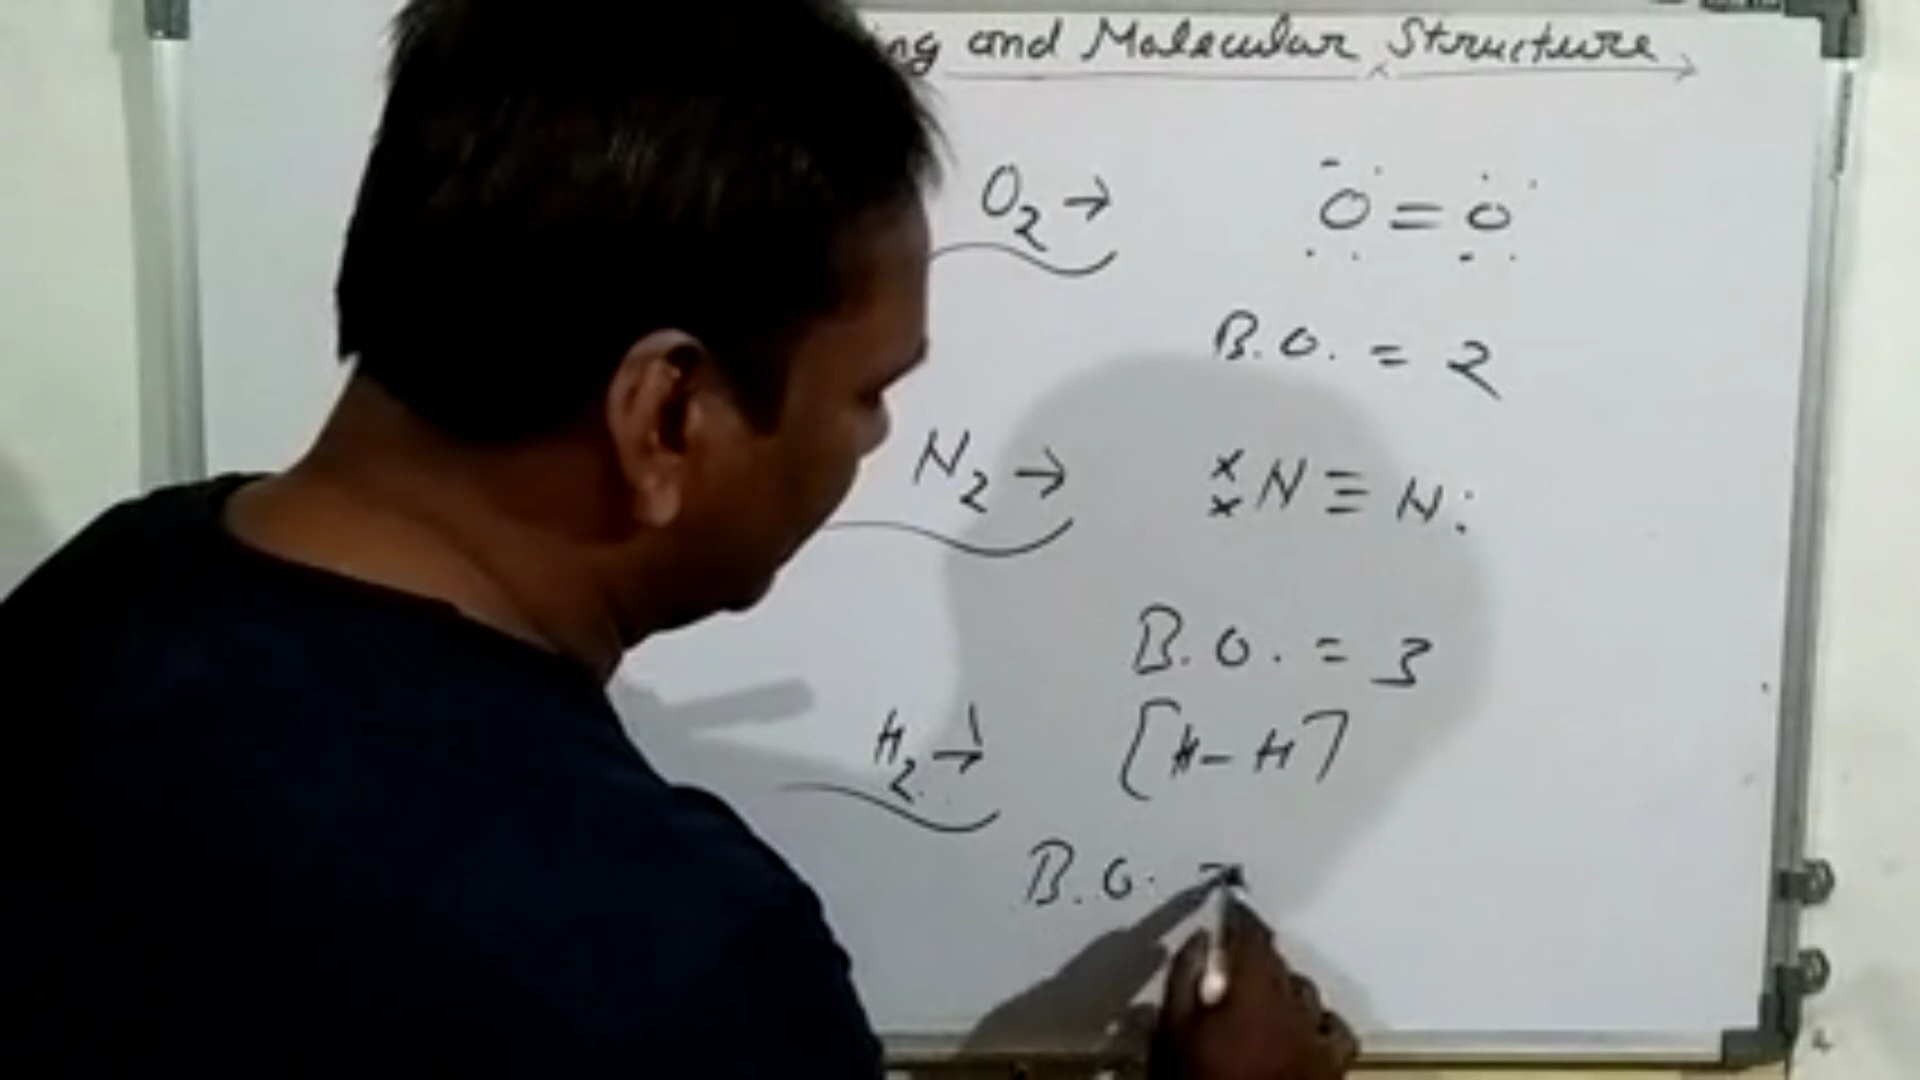 ing and Molecular Structure
O₂ → O = O
B.O. = 2
N₂ → ××N ≡ N:
B.O. = 3
H₂ → [H-H]
B.O. =